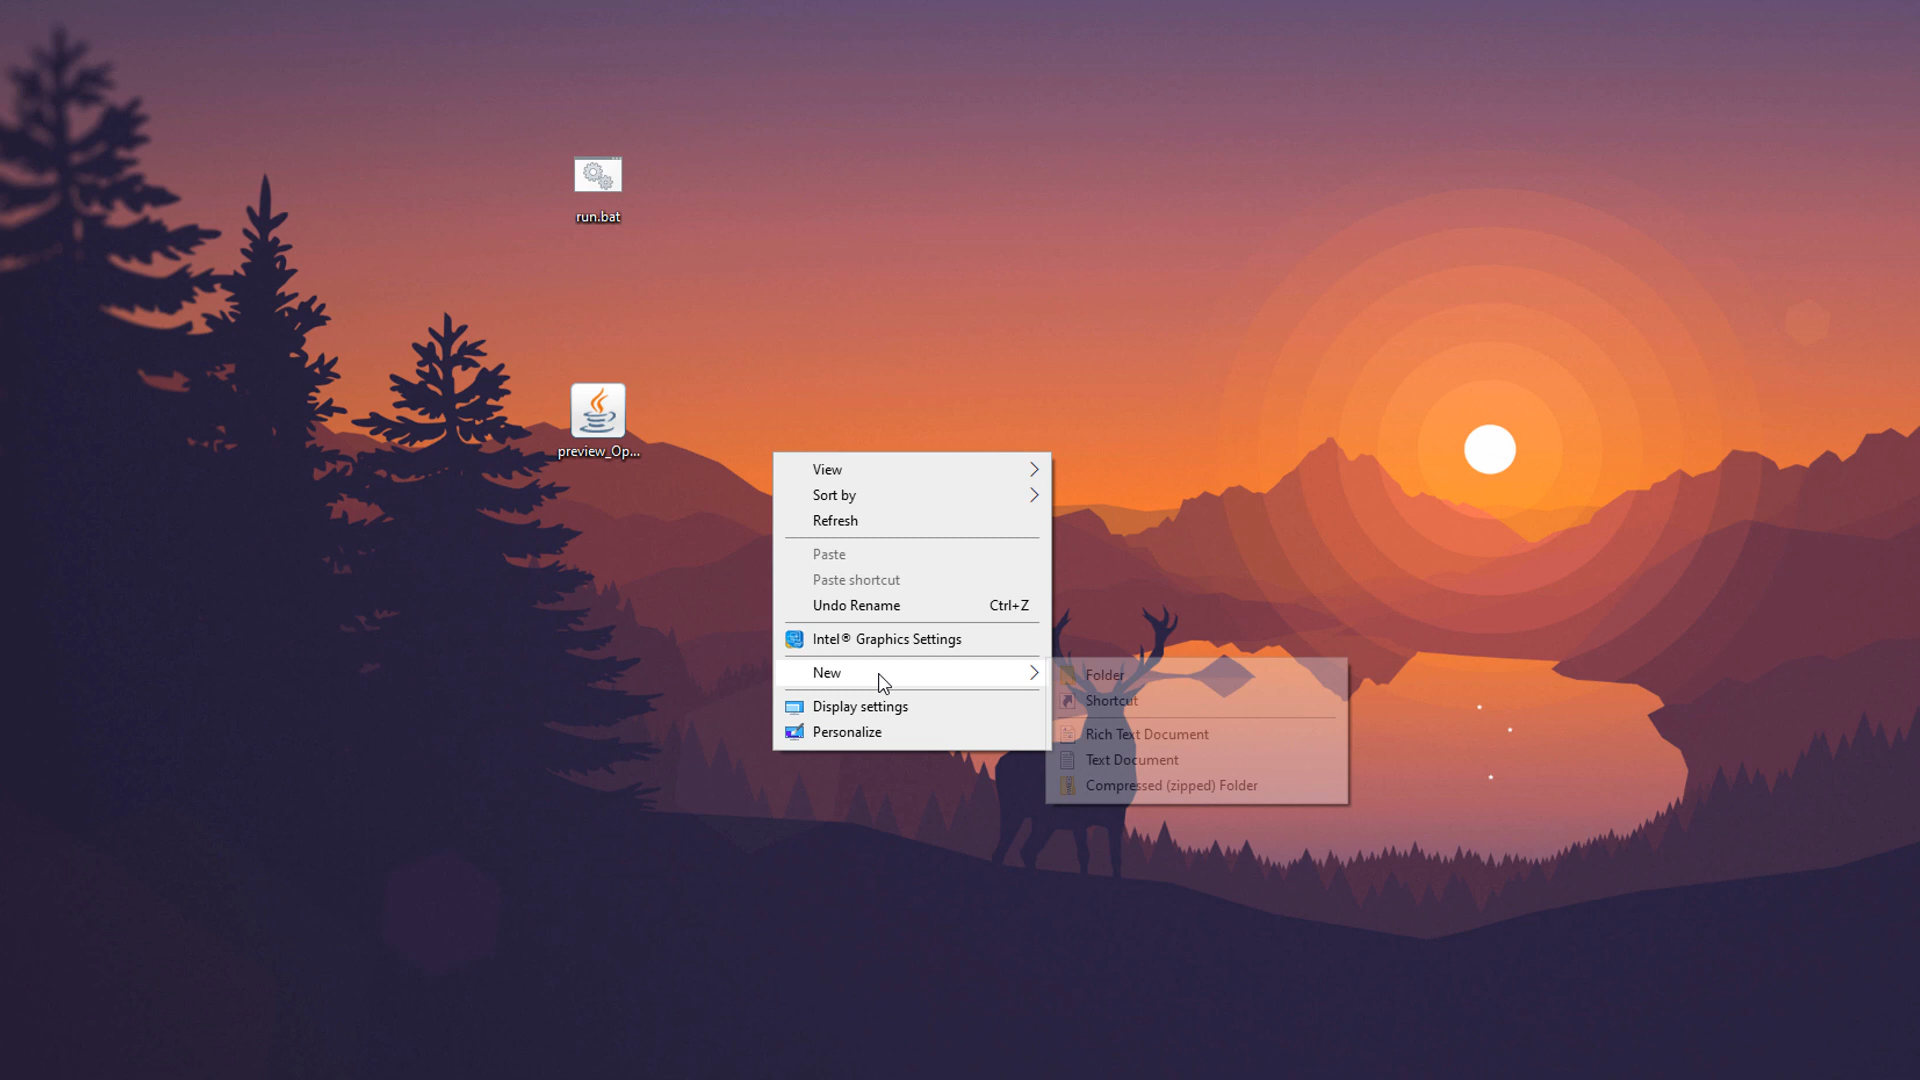 run.bat
preview_Op...
View
Sort by
Refresh
Paste
Paste shortcut
Undo Rename Ctrl+Z
Intel® Graphics Settings
New
Display settings
Personalize
Folder
Shortcut
Rich Text Document
Text Document
Compressed (zipped) Folder